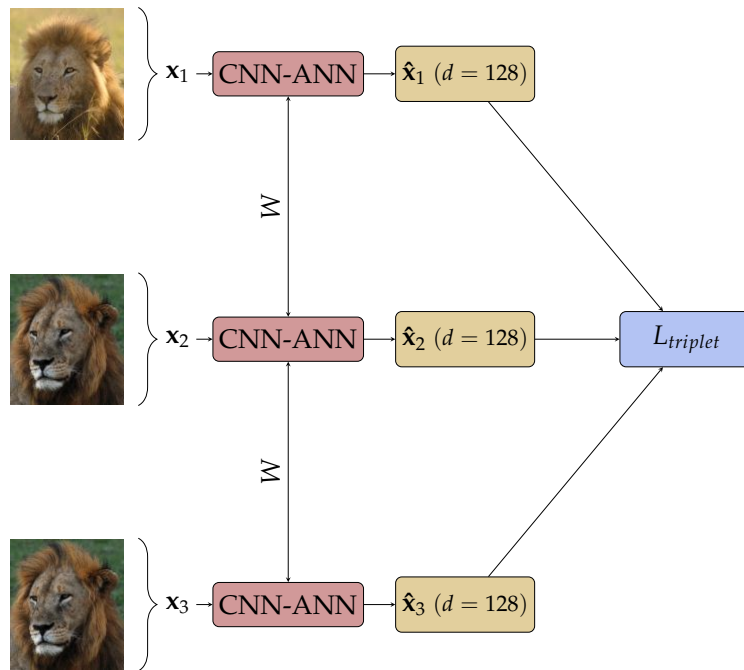 x₁ CNN-ANN x̂₁ (d = 128)
W
x₂ CNN-ANN x̂₂ (d = 128) L_triplet
W
x₃ CNN-ANN x̂₃ (d = 128)